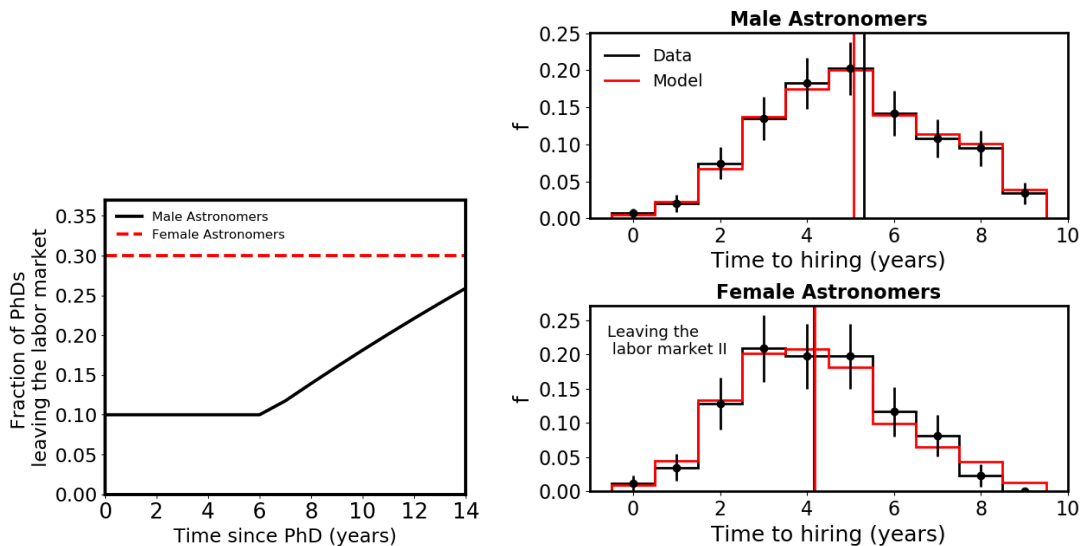 Fraction of PhDs
leaving the labor market
0.35
0.30
0.25
0.20
0.15
0.10
0.05
0.00
Male Astronomers
Female Astronomers
0 2 4 6 8 10 12 14
Time since PhD (years)
Male Astronomers
f
0.25
0.20
0.15
0.10
0.05
0.00
Data
Model
0 2 4 6 8 10
Time to hiring (years)
Female Astronomers
f
0.25
0.20
0.15
0.10
0.05
0.00
Leaving the
labor market II
0 2 4 6 8 10
Time to hiring (years)